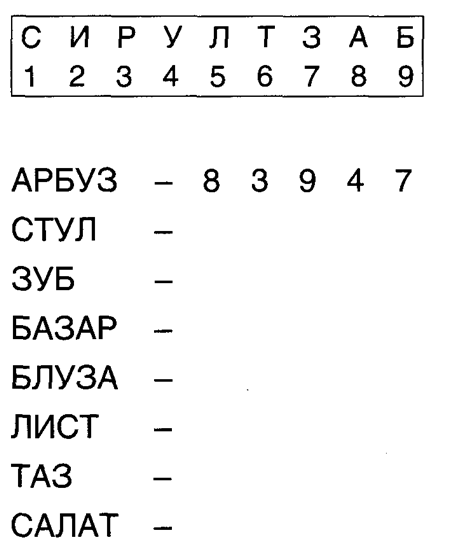 С И Р У Л Т З А Б
1 2 3 4 5 6 7 8 9
АРБУЗ – 8 3 9 4 7
СТУЛ –
ЗУБ –
БАЗАР –
БЛУЗА –
ЛИСТ –
ТАЗ –
САЛАТ –